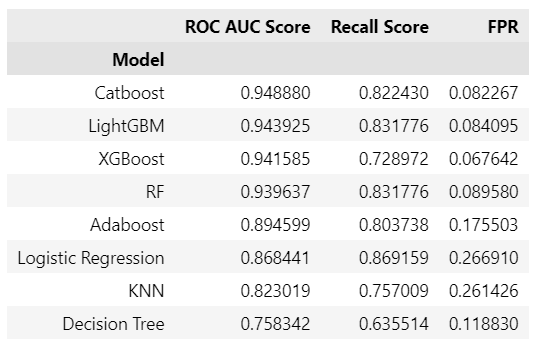 ROC AUC Score Recall Score FPR
Model
Catboost 0.948880 0.822430 0.082267
LightGBM 0.943925 0.831776 0.084095
XGBoost 0.941585 0.728972 0.067642
RF 0.939637 0.831776 0.089580
Adaboost 0.894599 0.803738 0.175503
Logistic Regression 0.868441 0.869159 0.266910
KNN 0.823019 0.757009 0.261426
Decision Tree 0.758342 0.635514 0.118830